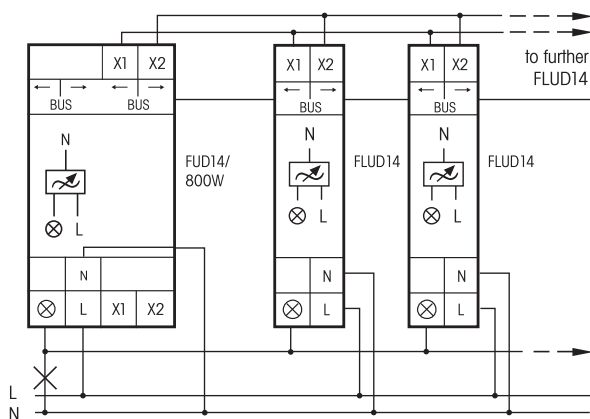 X1 X2 X1 X2 X1 X2
to further
FLUD14
BUS BUS BUS BUS
N N N
FUD14/
800W
FLUD14 FLUD14
L L L
N N N
L X1 X2 L L
L
N